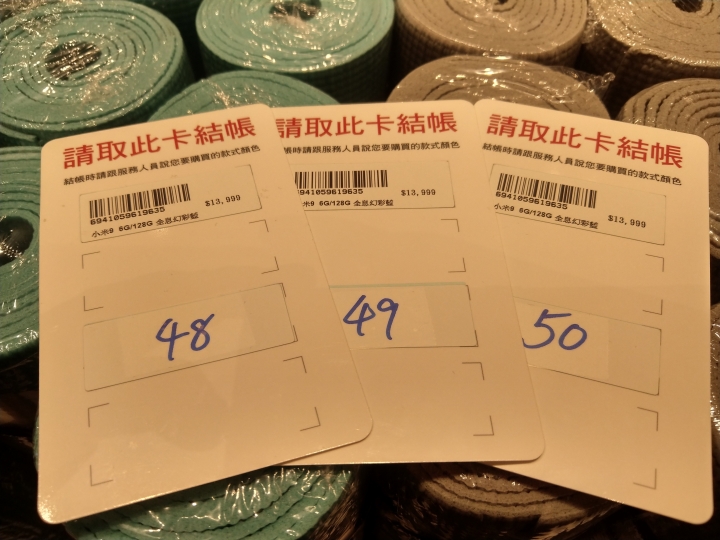 請取此卡結帳
結帳時請跟服務人員說您要購買的款式顏色
6941059619635
$13,999
小米9 6G/128G 全息幻彩藍
48
請取此卡結帳
帳時請跟服務人員說您要購買的款式顏色
6941059619635
$13,999
小米9 6G/128G 全息幻彩藍
49
請取此卡結帳
結帳時請跟服務人員說您要購買的款式顏色
6941059619635
$13,999
小米9 6G/128G 全息幻彩藍
50